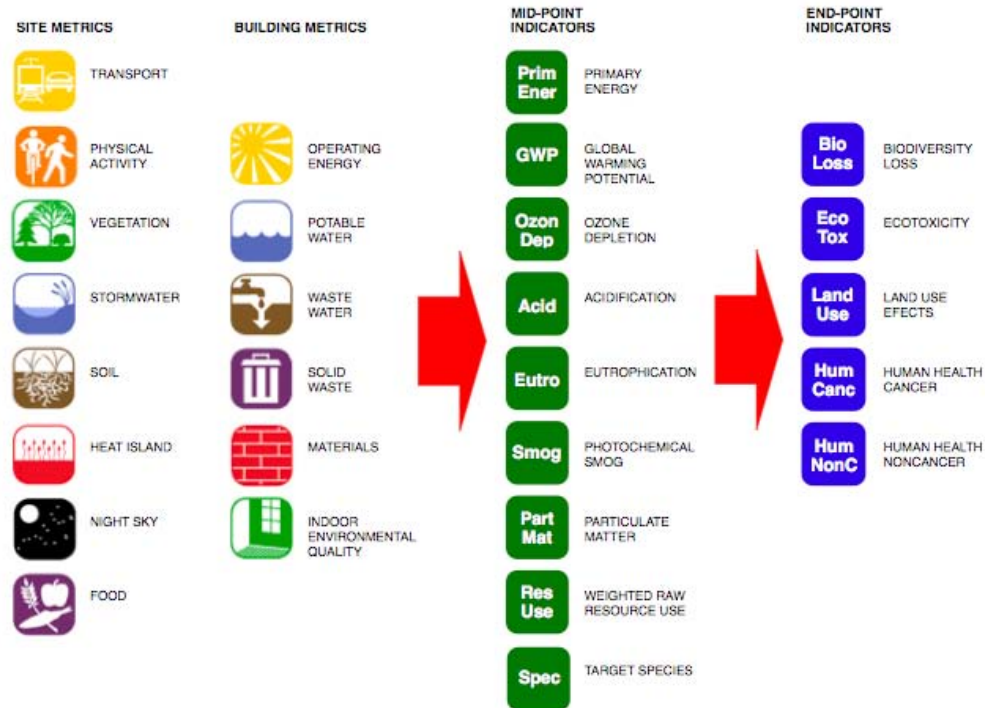 SITE METRICS
TRANSPORT
PHYSICAL
ACTIVITY
VEGETATION
STORMWATER
SOIL
HEAT ISLAND
NIGHT SKY
FOOD
BUILDING METRICS
OPERATING
ENERGY
POTABLE
WATER
WASTE
WATER
SOLID
WASTE
MATERIALS
INDOOR
ENVIRONMENTAL
QUALITY
MID-POINT
INDICATORS
Prim
Ener
PRIMARY
ENERGY
GWP
GLOBAL
WARMING
POTENTIAL
Ozon
Dep
OZONE
DEPLETION
Acid
ACIDIFICATION
Eutro
EUTROPHICATION
Smog
PHOTOCHEMICAL
SMOG
Part
Mat
PARTICULATE
MATTER
Res
Use
WEIGHTED RAW
RESOURCE USE
Spec
TARGET SPECIES
END-POINT
INDICATORS
Bio
Loss
BIODIVERSITY
LOSS
Eco
Tox
ECOTOXICITY
Land
Use
LAND USE
EFECTS
Hum
Canc
HUMAN HEALTH
CANCER
Hum
NonC
HUMAN HEALTH
NONCANCER